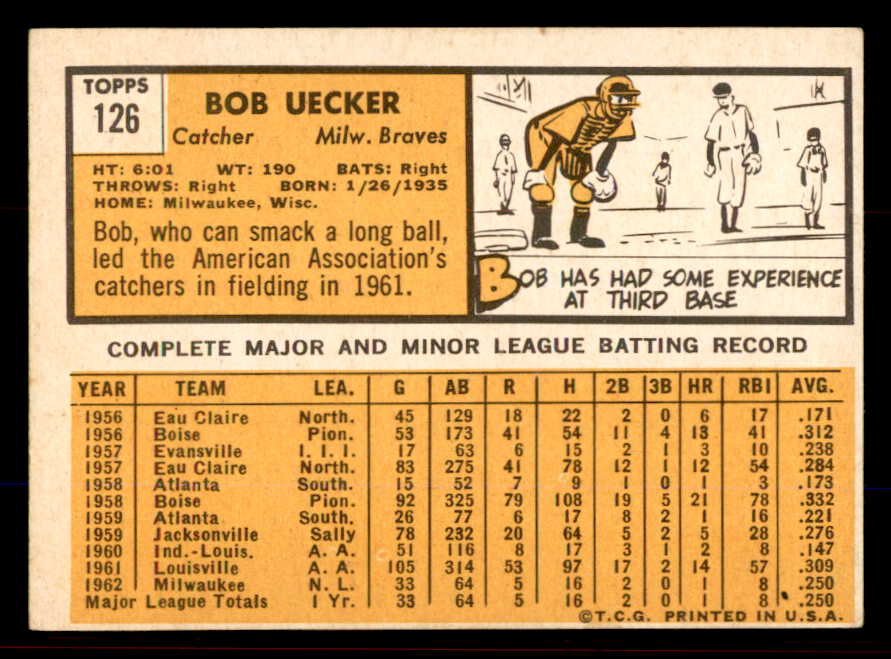 TOPPS
126
BOB UECKER
Catcher Milw. Braves
HT: 6:01 WT: 190 BATS: Right
THROWS: Right BORN: 1/26/1935
HOME: Milwaukee, Wisc.
Bob, who can smack a long ball,
led the American Association's
catchers in fielding in 1961.
BOB HAS HAD SOME EXPERIENCE
AT THIRD BASE
COMPLETE MAJOR AND MINOR LEAGUE BATTING RECORD
YEAR TEAM LEA. G AB R H 2B 3B HR RBI AVG.
1956 Eau Claire North. 45 129 18 22 2 0 6 17 .171
1956 Boise Pion. 53 173 41 54 11 4 13 41 .312
1957 Evansville I. I. I. 17 63 6 15 2 1 3 10 .238
1957 Eau Claire North. 83 275 41 78 12 1 12 54 .284
1958 Atlanta South. 15 52 7 9 1 0 1 3 .173
1958 Boise Pion. 92 325 79 108 19 5 21 78 .332
1959 Atlanta South. 26 77 6 17 8 2 1 16 .221
1959 Jacksonville Sally 78 232 20 64 5 2 5 28 .276
1960 Ind.-Louis. A. A. 51 116 8 17 3 1 2 8 .147
1961 Louisville A. A. 105 314 53 97 17 2 14 57 .309
1962 Milwaukee N. L. 33 64 5 16 2 0 1 8 .250
Major League Totals 1 Yr. 33 64 5 16 2 0 1 8 .250
©T.C.G. PRINTED IN U.S.A.